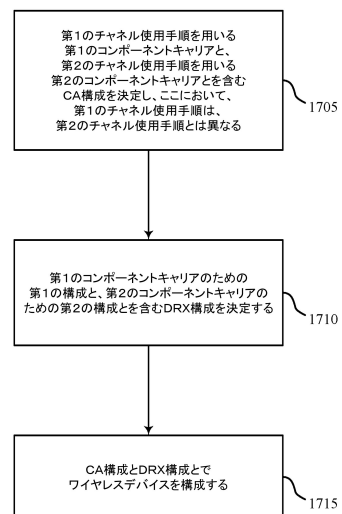 第1のチャネル使用手順を用いる
第1のコンポーネントキャリアと、
第2のチャネル使用手順を用いる
第2のコンポーネントキャリアとを含む
CA構成を決定し、ここにおいて、
第1のチャネル使用手順は、
第2のチャネル使用手順とは異なる
1705
第1のコンポーネントキャリアのための
第1の構成と、第2のコンポーネントキャリアの
ための第2の構成とを含むDRX構成を決定する
1710
CA構成とDRX構成とで
ワイヤレスデバイスを構成する
1715